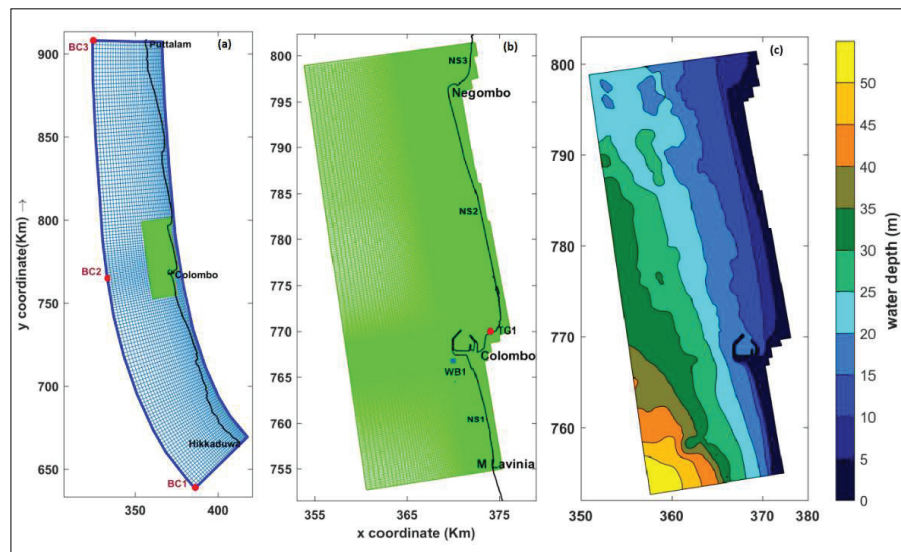 (a)
BC3
Puttalam
900
850
800
750
700
650
BC2
Colombo
Hikkaduwa
BC1
350
400
y coordinate(Km) →
(b)
NS3
Negombo
NS2
TG1
Colombo
WB1
NS1
M Lavinia
800
795
790
785
780
775
770
765
760
755
355
365
375
x coordinate (Km)
(c)
800
790
780
770
760
350
360
370
380
50
45
40
35
30
25
20
15
10
5
0
water depth (m)